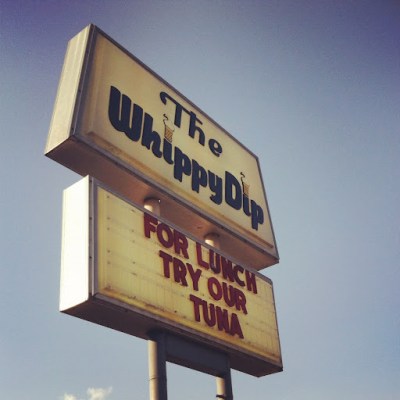 The
WhippyDip
FOR LUNCH
TRY OUR
TUNA